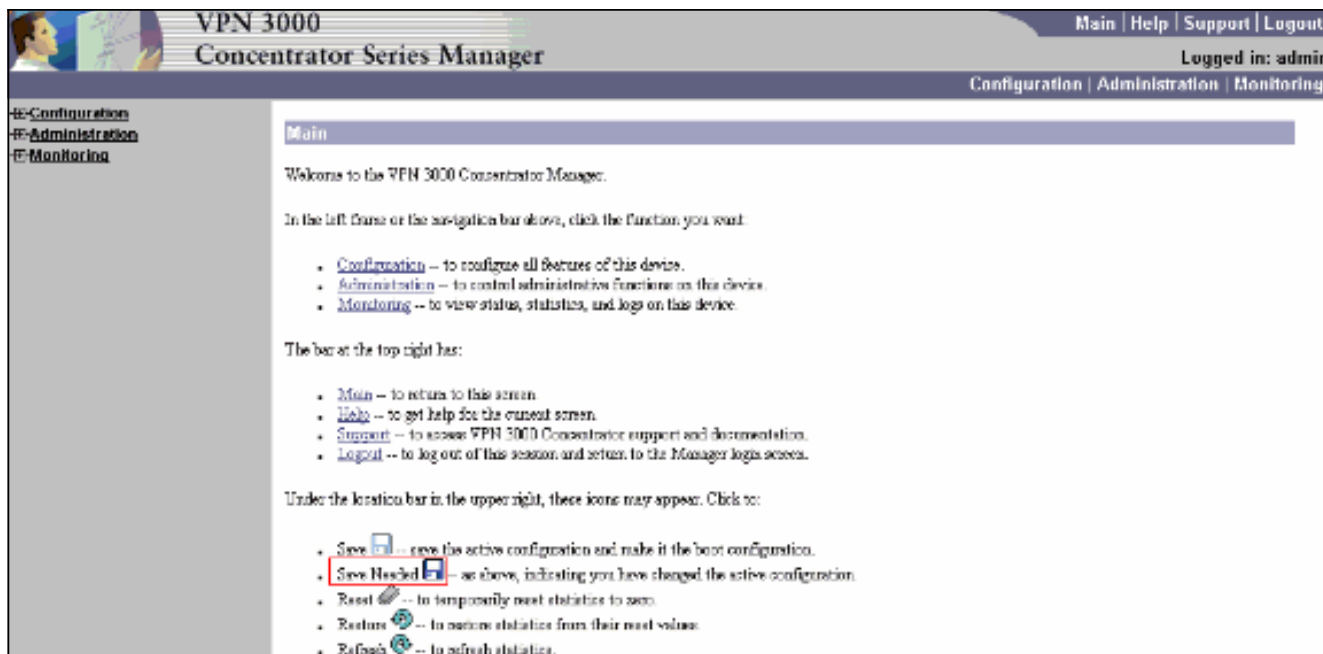 VPN 3000
Concentrator Series Manager
Main | Help | Support | Logout
Logged in: admin
Configuration | Administration | Monitoring
Configuration
Administration
Monitoring
Main
Welcome to the VPN 3000 Concentrator Manager.
In the left frame or the navigation bar above, click the function you want:
Configuration -- to configure all features of this device.
Administration -- to control administrative functions on this device.
Monitoring -- to view status, statistics, and logs on this device.
The bar at the top right has:
Main -- to return to this screen.
Help -- to get help for the current screen.
Support -- to access VPN 3000 Concentrator support and documentation.
Logout -- to log out of this session and return to the Manager login screen.
Under the location bar in the upper right, these icons may appear. Click to:
Save -- save the active configuration and make it the boot configuration.
Save Needed -- as above, indicating you have changed the active configuration.
Reset -- to temporarily reset statistics to zero.
Restore -- to restore statistics from their reset values.
Refresh -- to refresh statistics.